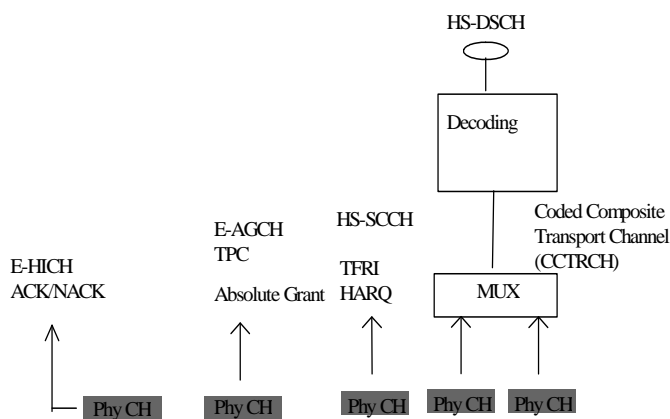 HS-DSCH
Decoding
HS-SCCH
TFRI
HARQ
Coded Composite
Transport Channel
(CCTRCH)
E-AGCH
TPC
Absolute Grant
E-HICH
ACK/NACK
MUX
Phy CH
Phy CH
Phy CH
Phy CH
Phy CH